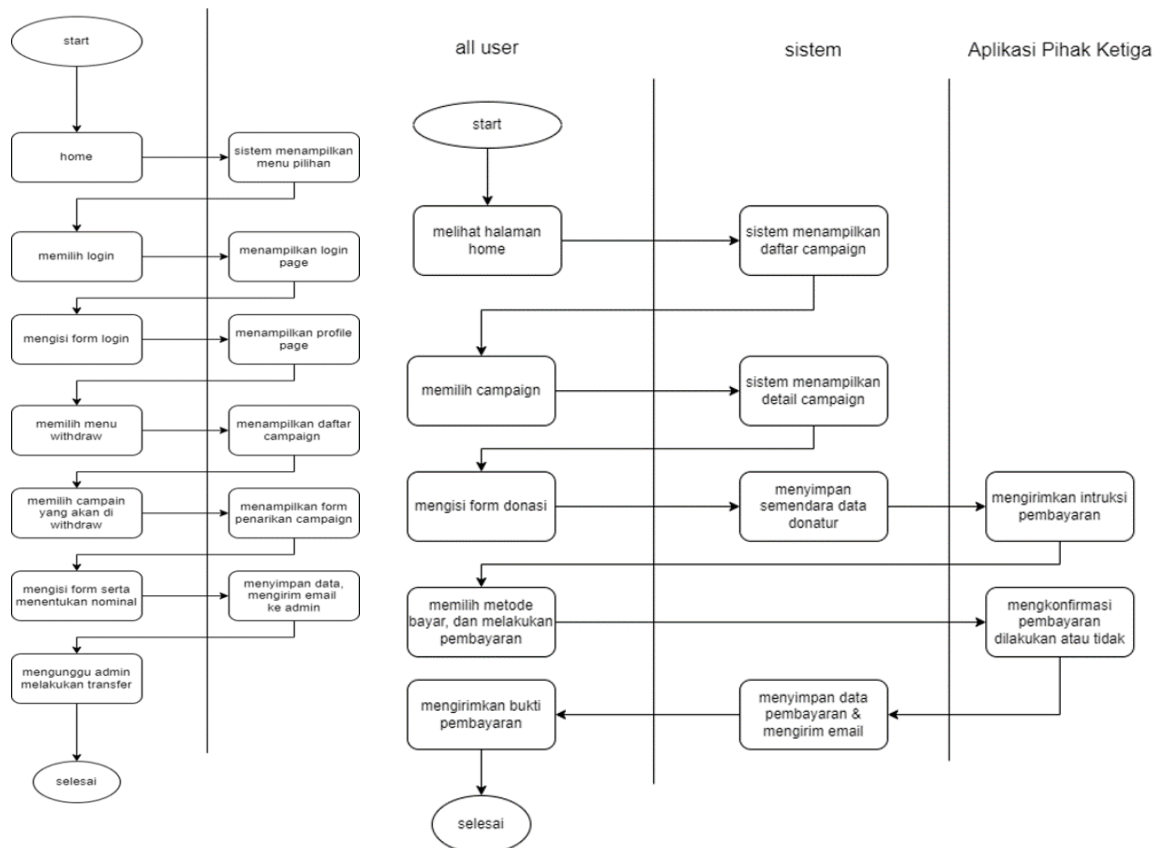 start
home
sistem menampilkan
menu pilihan
memilih login
menampilkan login
page
mengisi form login
menampilkan profile
page
memilih menu
withdraw
menampilkan daftar
campaign
memilih campain
yang akan di
withdraw
menampilkan form
penarikan campaign
mengisi form serta
menentukan nominal
menyimpan data,
mengirim email
ke admin
mengunggu admin
melakukan transfer
selesai
all user
sistem
Aplikasi Pihak Ketiga
start
melihat halaman
home
sistem menampilkan
daftar campaign
memilih campaign
sistem menampilkan
detail campaign
mengisi form donasi
menyimpan
semendara data
donatur
mengirimkan intruksi
pembayaran
memilih metode
bayar, dan melakukan
pembayaran
mengkonfirmasi
pembayaran
dilakukan atau tidak
mengirimkan bukti
pembayaran
menyimpan data
pembayaran &
mengirim email
selesai